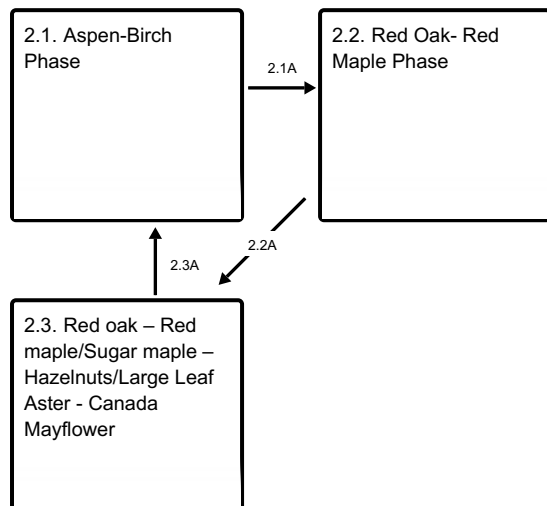 2.1. Aspen-Birch
Phase
2.1A
2.2. Red Oak- Red
Maple Phase
2.2A
2.3A
2.3. Red oak – Red
maple/Sugar maple –
Hazelnuts/Large Leaf
Aster - Canada
Mayflower